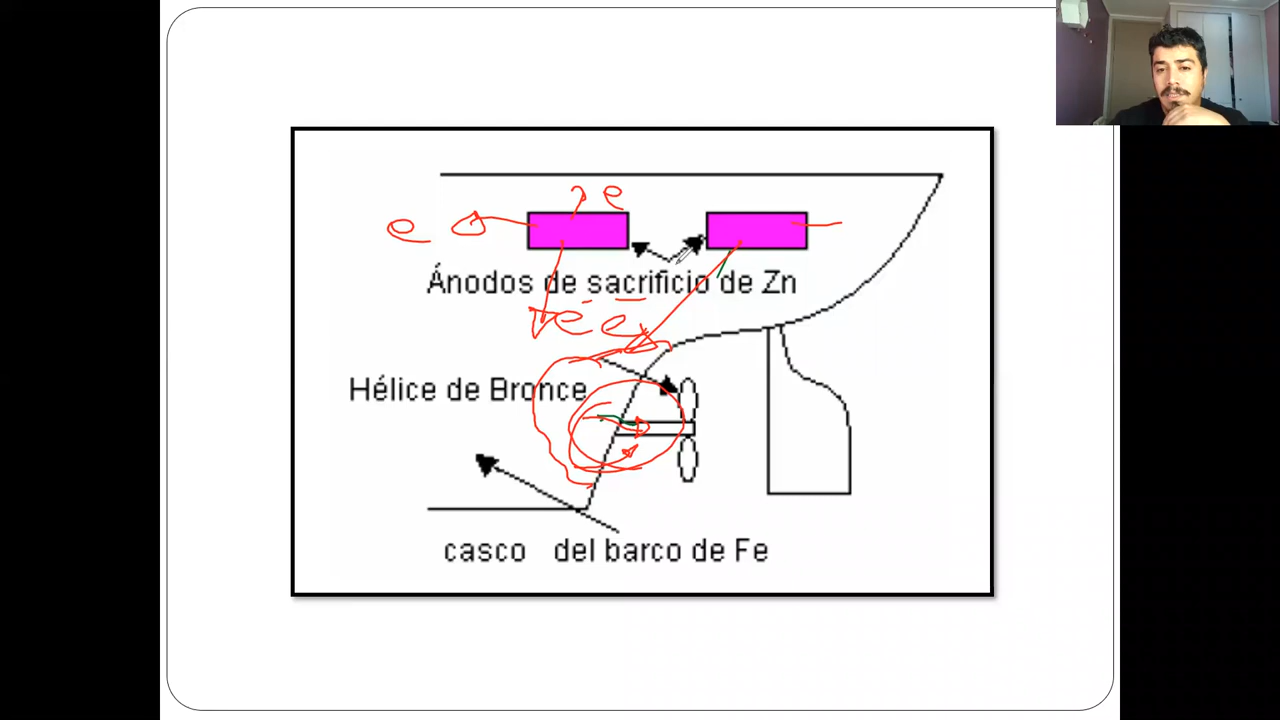 e
e
Ánodos de sacrificio de Zn
e e
Hélice de Bronce
casco del barco de Fe